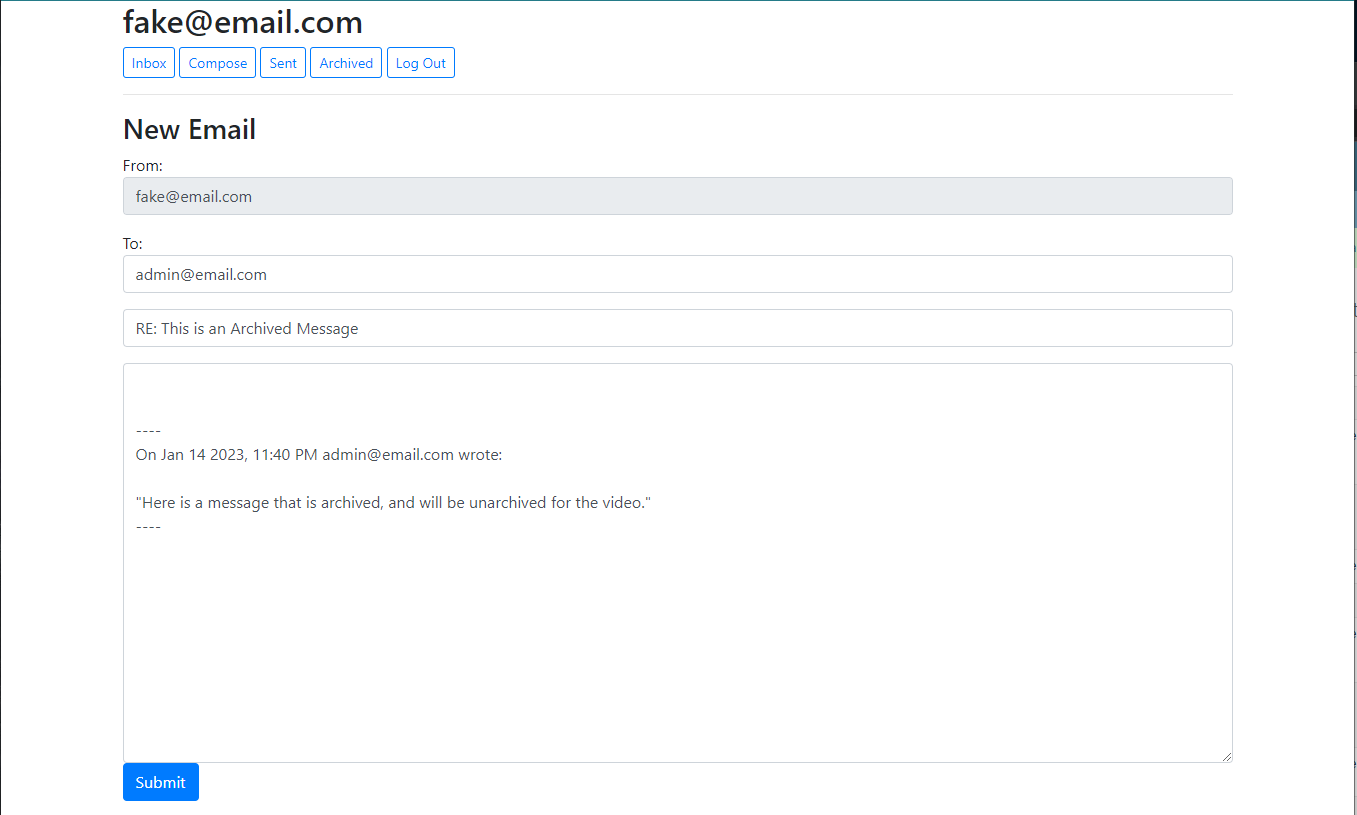 fake@email.com
Inbox Compose Sent Archived Log Out
New Email
From:
fake@email.com
To:
admin@email.com
RE: This is an Archived Message
----
On Jan 14 2023, 11:40 PM admin@email.com wrote:
"Here is a message that is archived, and will be unarchived for the video."
----
Submit